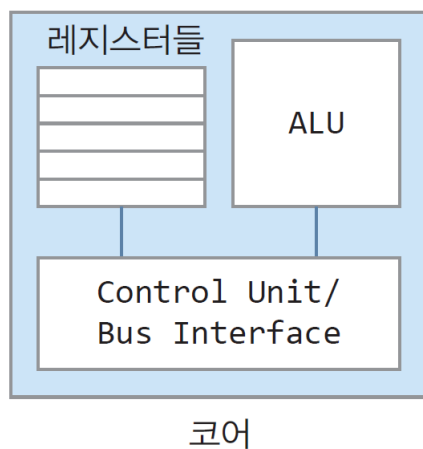 레지스터들
ALU
Control Unit/
Bus Interface
코어